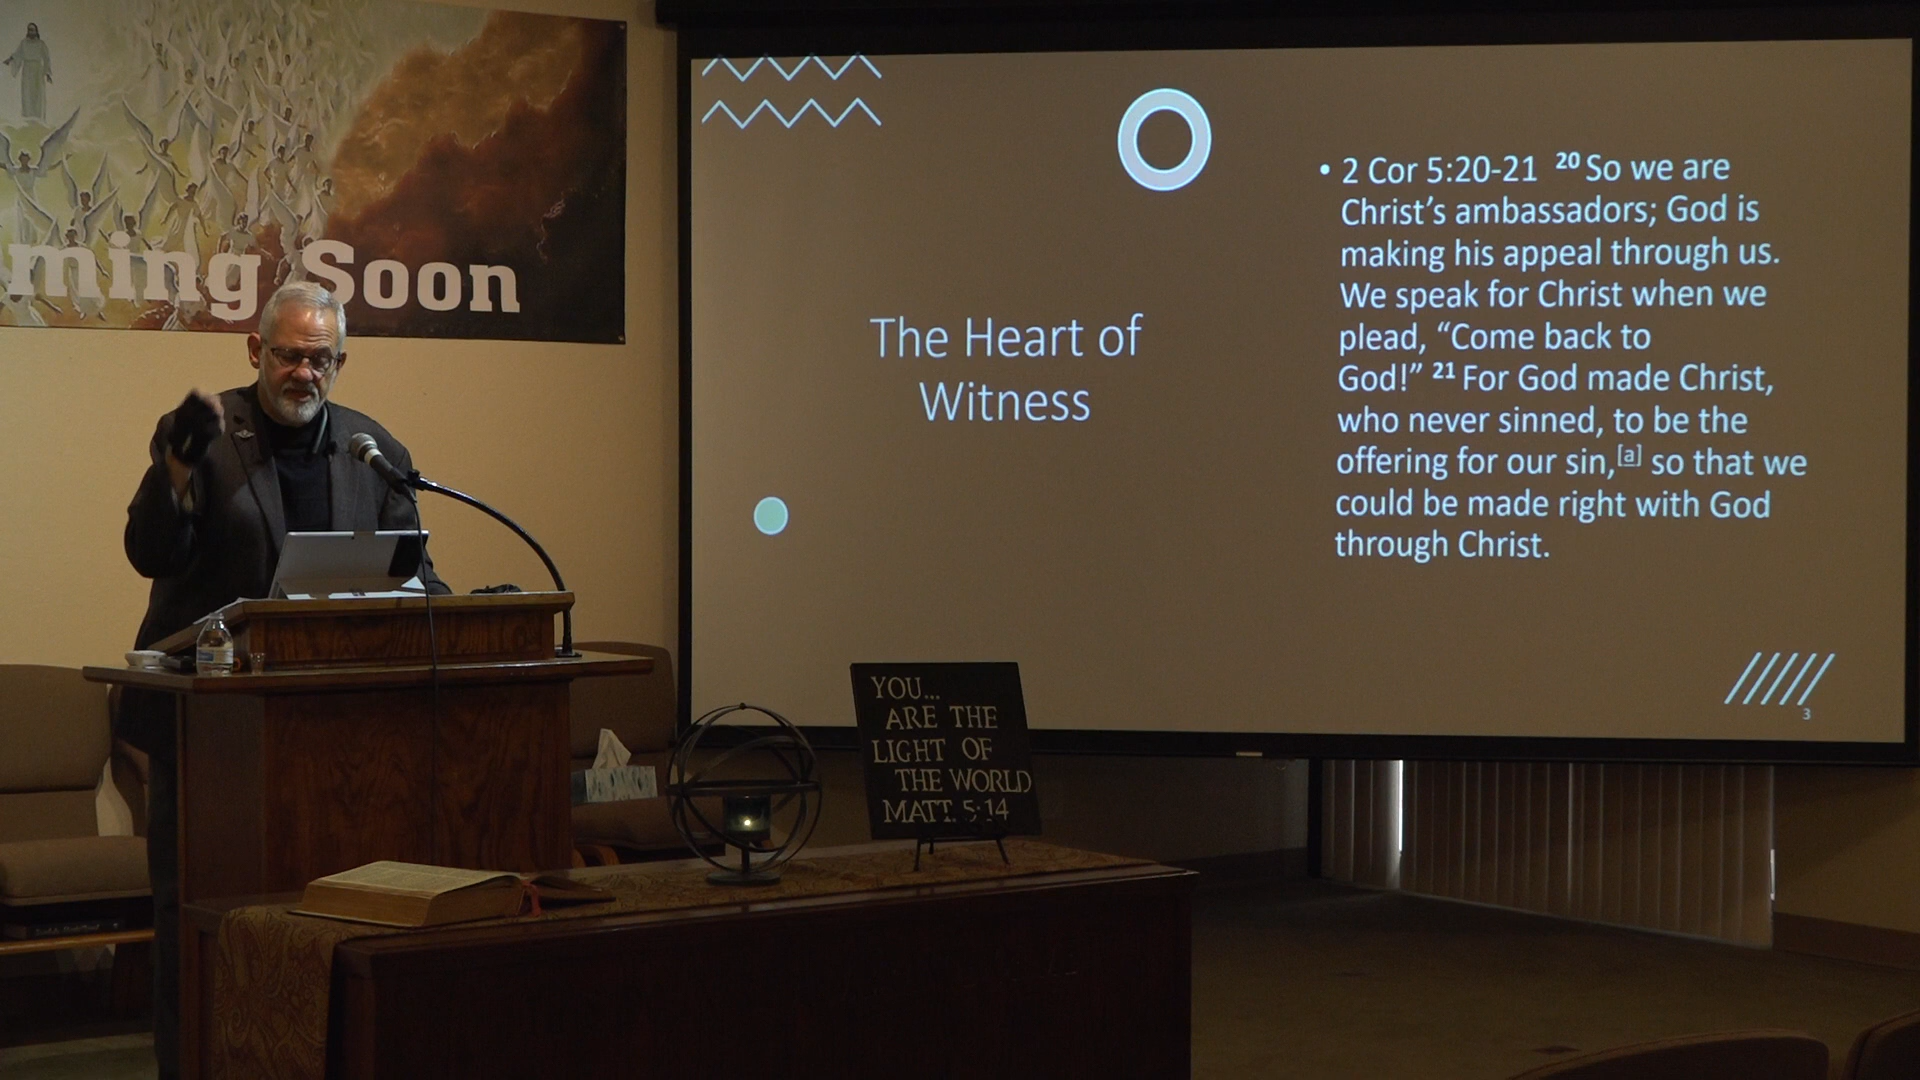 ming Soon
The Heart of
Witness
• 2 Cor 5:20-21 20 So we are
Christ’s ambassadors; God is
making his appeal through us.
We speak for Christ when we
plead, “Come back to
God!” 21 For God made Christ,
who never sinned, to be the
offering for our sin,[a] so that we
could be made right with God
through Christ.
3
YOU...
ARE THE
LIGHT OF
THE WORLD
MATT. 5:14